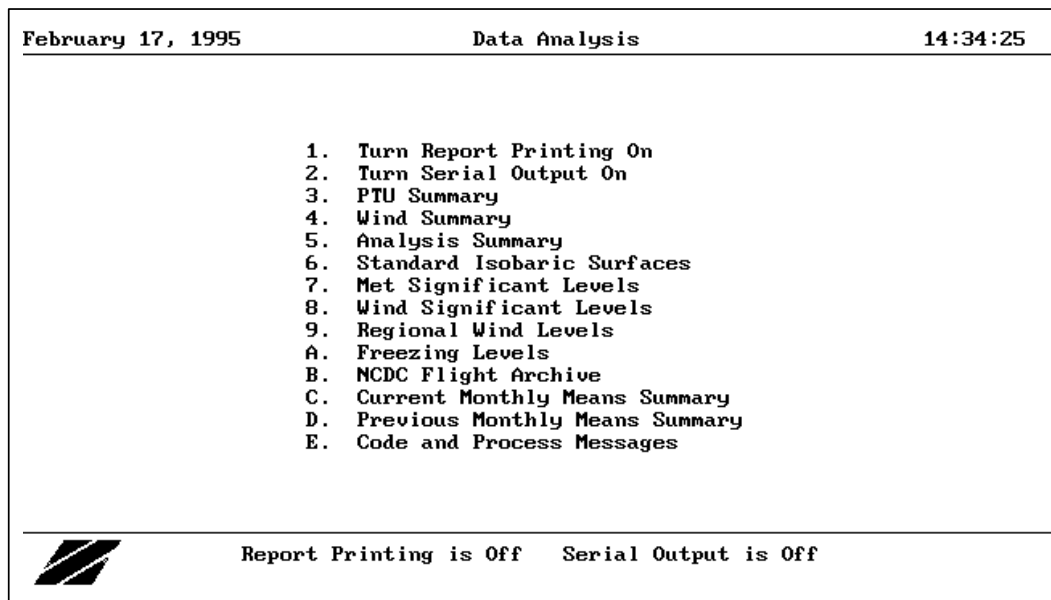 February 17, 1995 Data Analysis 14:34:25
1. Turn Report Printing On
2. Turn Serial Output On
3. PTU Summary
4. Wind Summary
5. Analysis Summary
6. Standard Isobaric Surfaces
7. Met Significant Levels
8. Wind Significant Levels
9. Regional Wind Levels
A. Freezing Levels
B. NCDC Flight Archive
C. Current Monthly Means Summary
D. Previous Monthly Means Summary
E. Code and Process Messages
Report Printing is Off Serial Output is Off